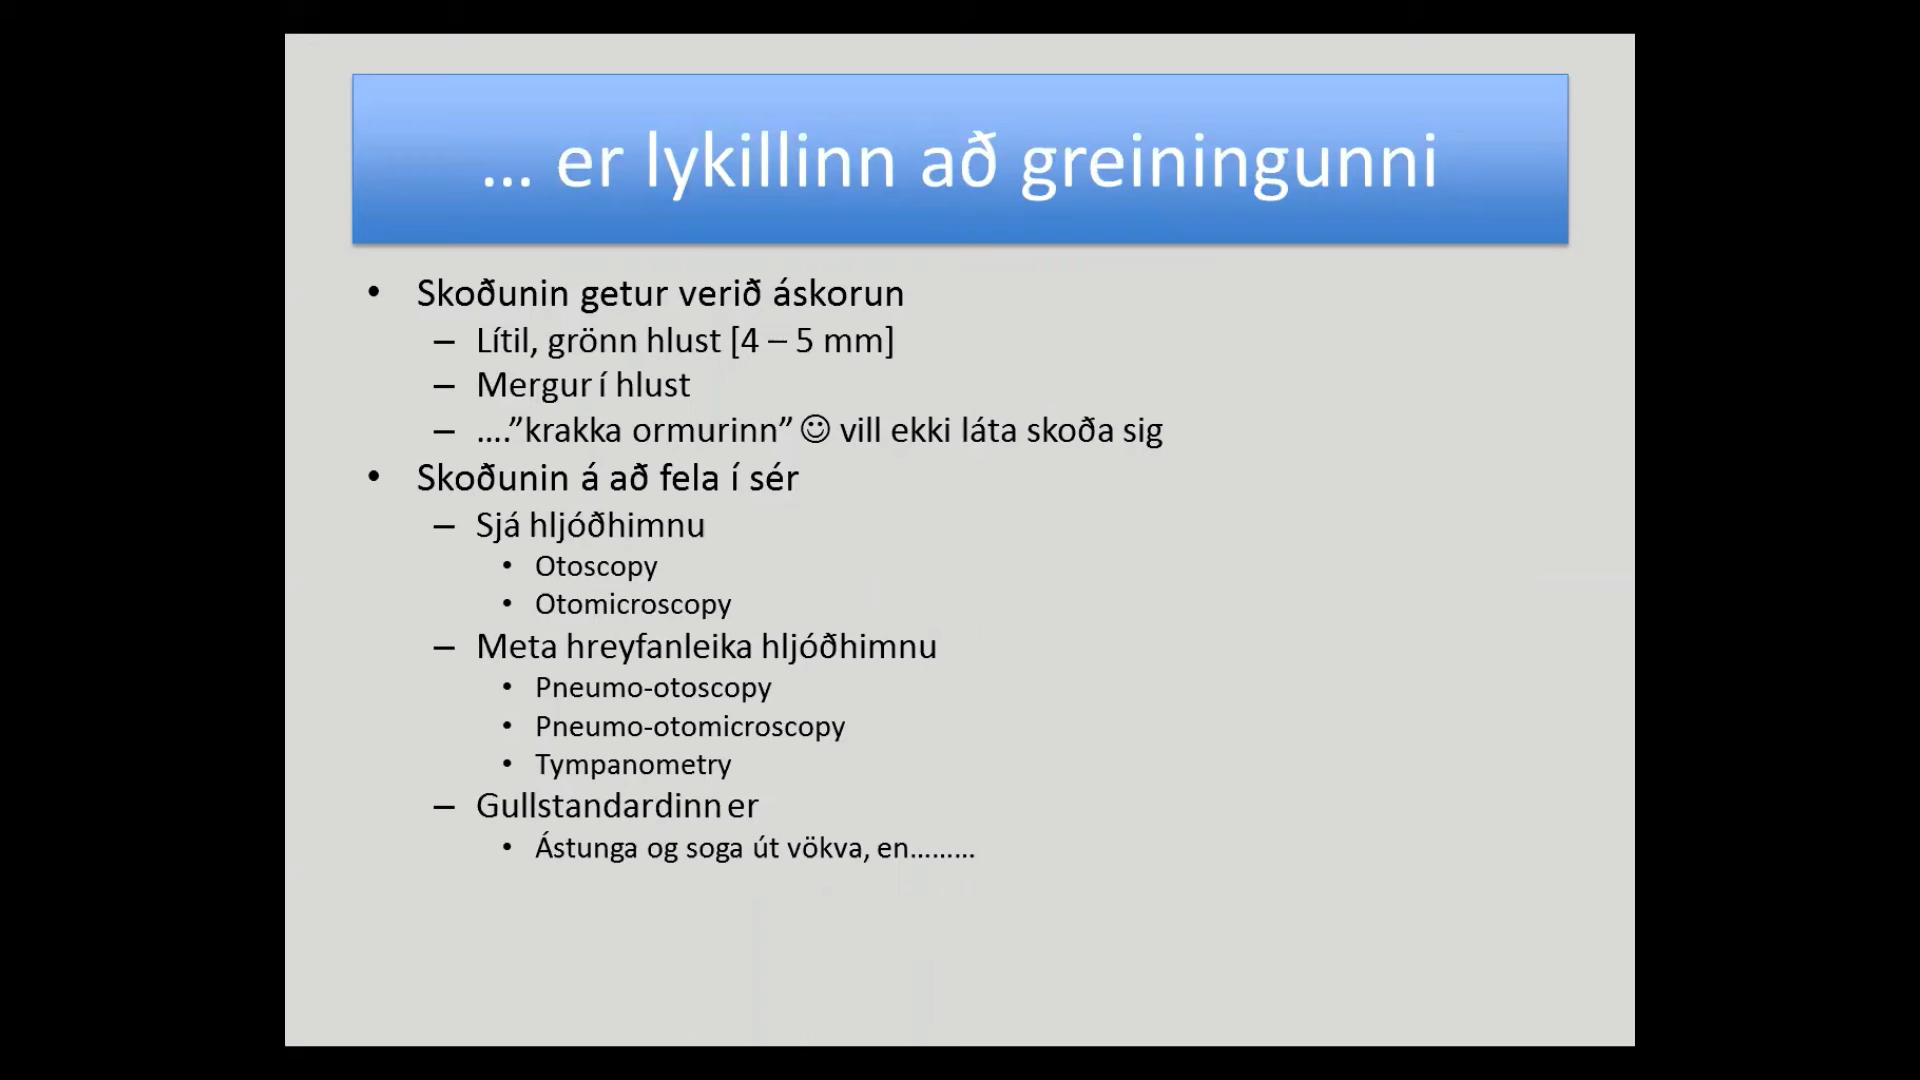 ... er lykillinn að greiningunni
• Skoðunin getur verið áskorun
– Lítil, grönn hlust [4 – 5 mm]
– Mergur í hlust
– ....”krakka ormurinn” ☺ vill ekki láta skoða sig
• Skoðunin á að fela í sér
– Sjá hljóðhimnu
• Otoscopy
• Otomicroscopy
– Meta hreyfanleika hljóðhimnu
• Pneumo-otoscopy
• Pneumo-otomicroscopy
• Tympanometry
– Gullstandardinn er
• Ástunga og soga út vökva, en.........